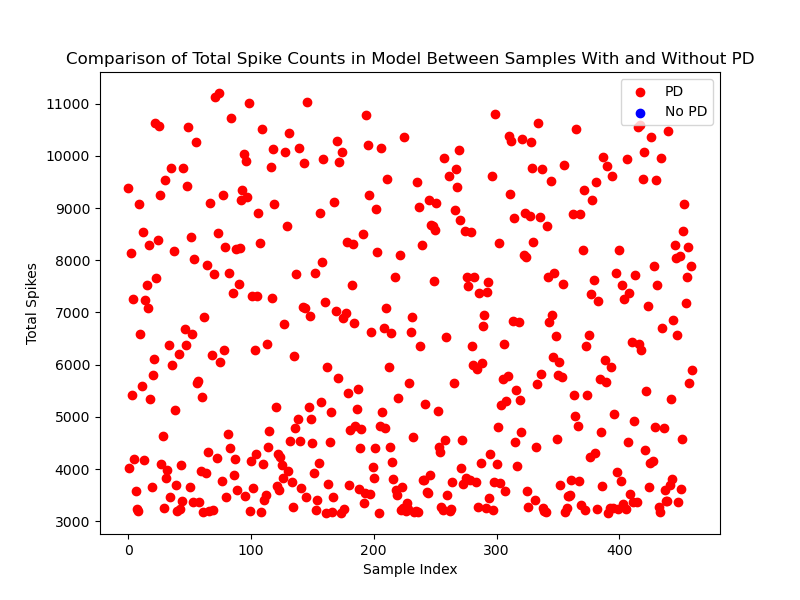 Comparison of Total Spike Counts in Model Between Samples With and Without PD
PD
No PD
Total Spikes
11000
10000
9000
8000
7000
6000
5000
4000
3000
0 100 200 300 400
Sample Index